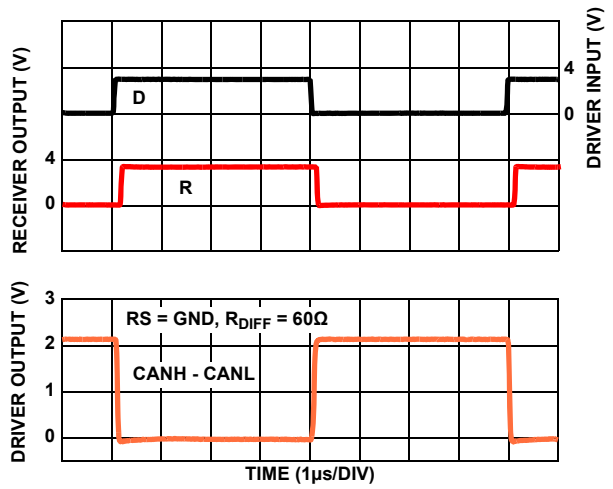 RECEIVER OUTPUT (V)
DRIVER INPUT (V)
4
0
D
4
0
R
DRIVER OUTPUT (V)
3
2
1
0
RS = GND, R_DIFF = 60Ω
CANH - CANL
TIME (1µs/DIV)